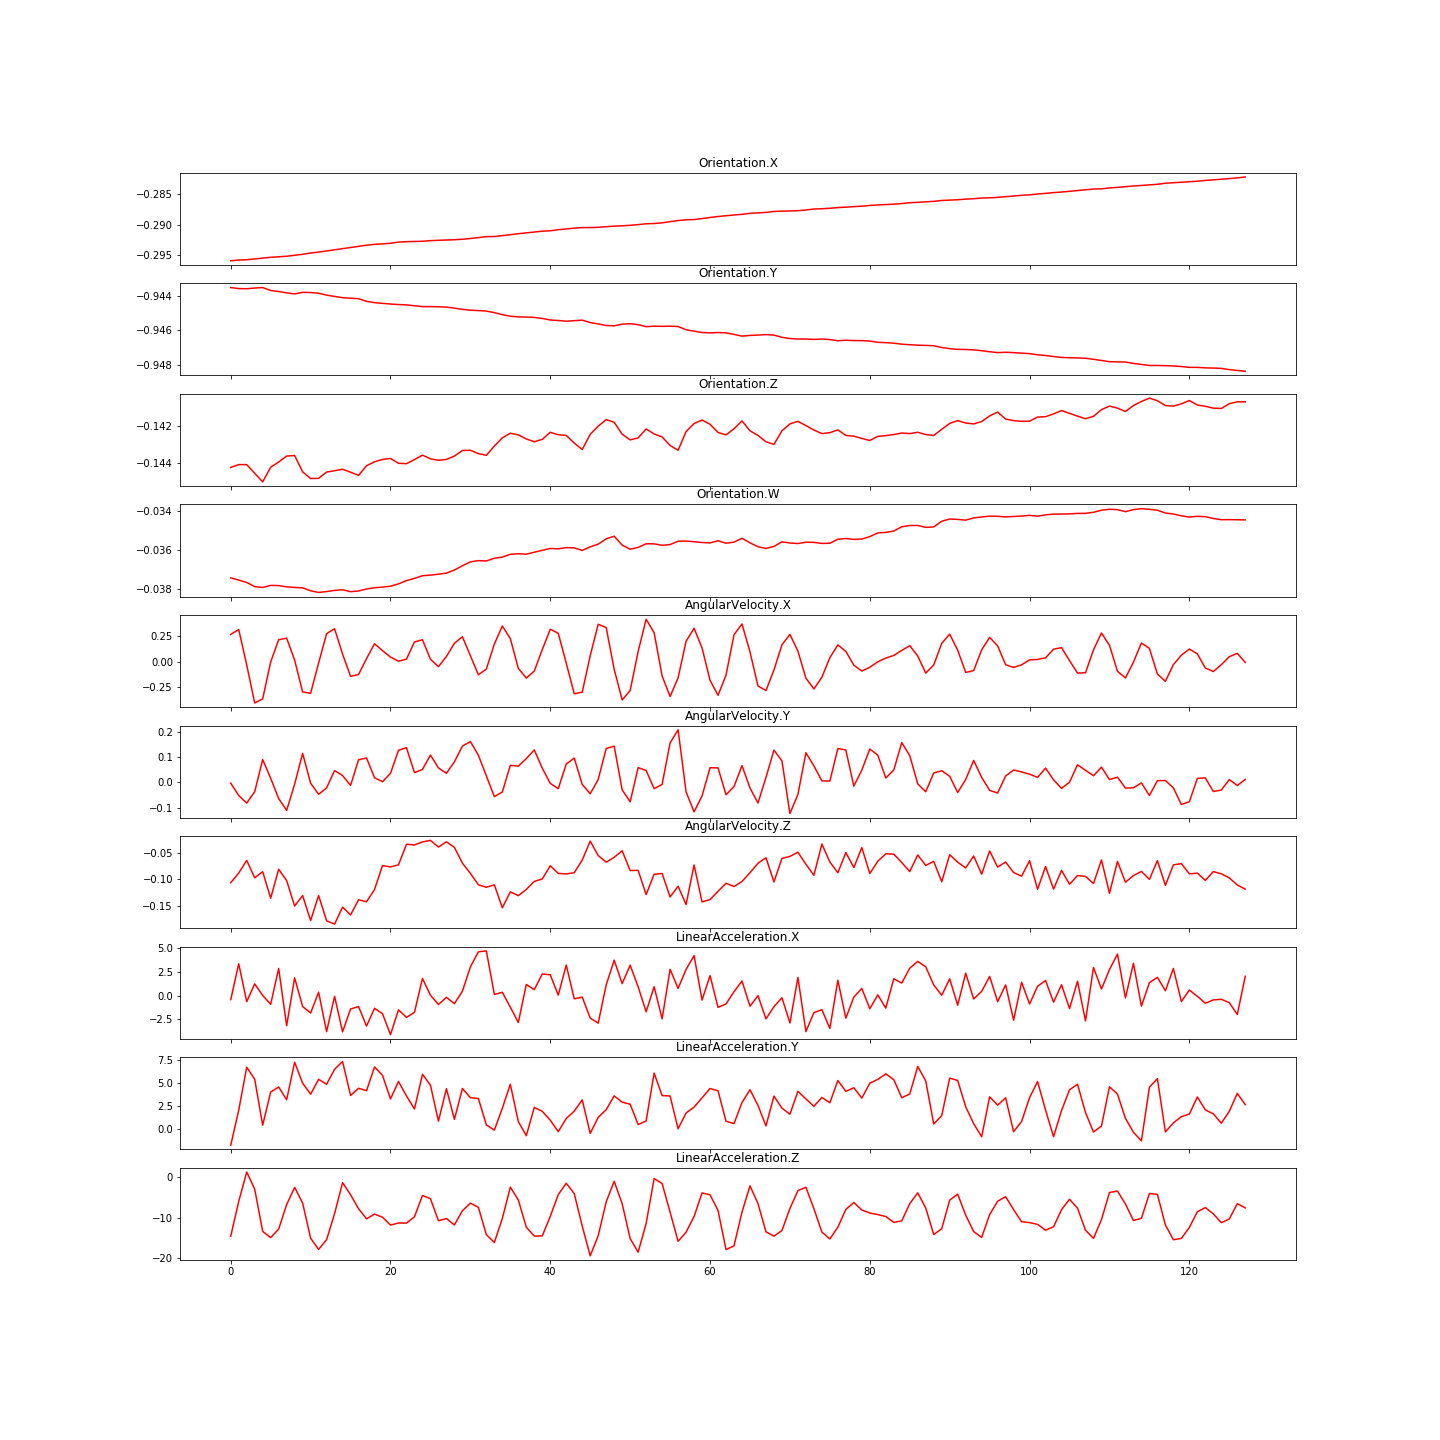 Orientation.X
−0.285
−0.290
−0.295
Orientation.Y
−0.944
−0.946
−0.948
Orientation.Z
−0.142
−0.144
Orientation.W
−0.034
−0.036
−0.038
AngularVelocity.X
0.25
0.00
−0.25
AngularVelocity.Y
0.2
0.1
0.0
−0.1
AngularVelocity.Z
−0.05
−0.10
−0.15
LinearAcceleration.X
5.0
2.5
0.0
−2.5
LinearAcceleration.Y
7.5
5.0
2.5
0.0
LinearAcceleration.Z
0
−10
−20
0 20 40 60 80 100 120